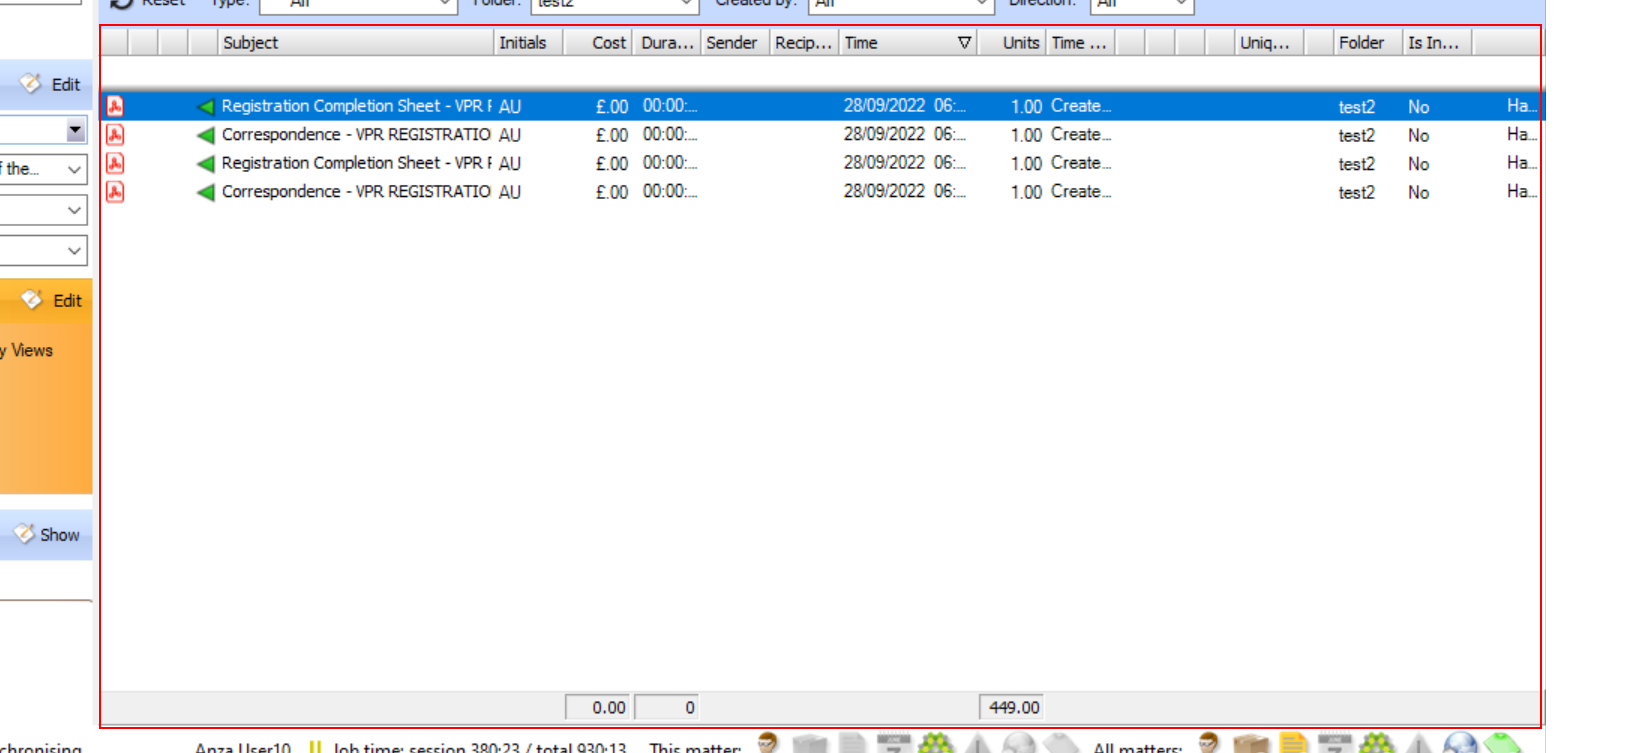 Reset Type: All Folder: test2 Created by: All Direction: All
Subject Initials Cost Dura... Sender Recip... Time Units Time ... Uniq... Folder Is In...
Edit
Registration Completion Sheet - VPR F AU £.00 00:00:... 28/09/2022 06:... 1.00 Create... test2 No Ha...
Correspondence - VPR REGISTRATIO AU £.00 00:00:... 28/09/2022 06:... 1.00 Create... test2 No Ha...
f the...
Registration Completion Sheet - VPR F AU £.00 00:00:... 28/09/2022 06:... 1.00 Create... test2 No Ha...
Correspondence - VPR REGISTRATIO AU £.00 00:00:... 28/09/2022 06:... 1.00 Create... test2 No Ha...
Edit
y Views
Show
0.00 0 449.00
chronising Anza User10 Job time: session 380:23 / total 930:13 This matter: All matters: